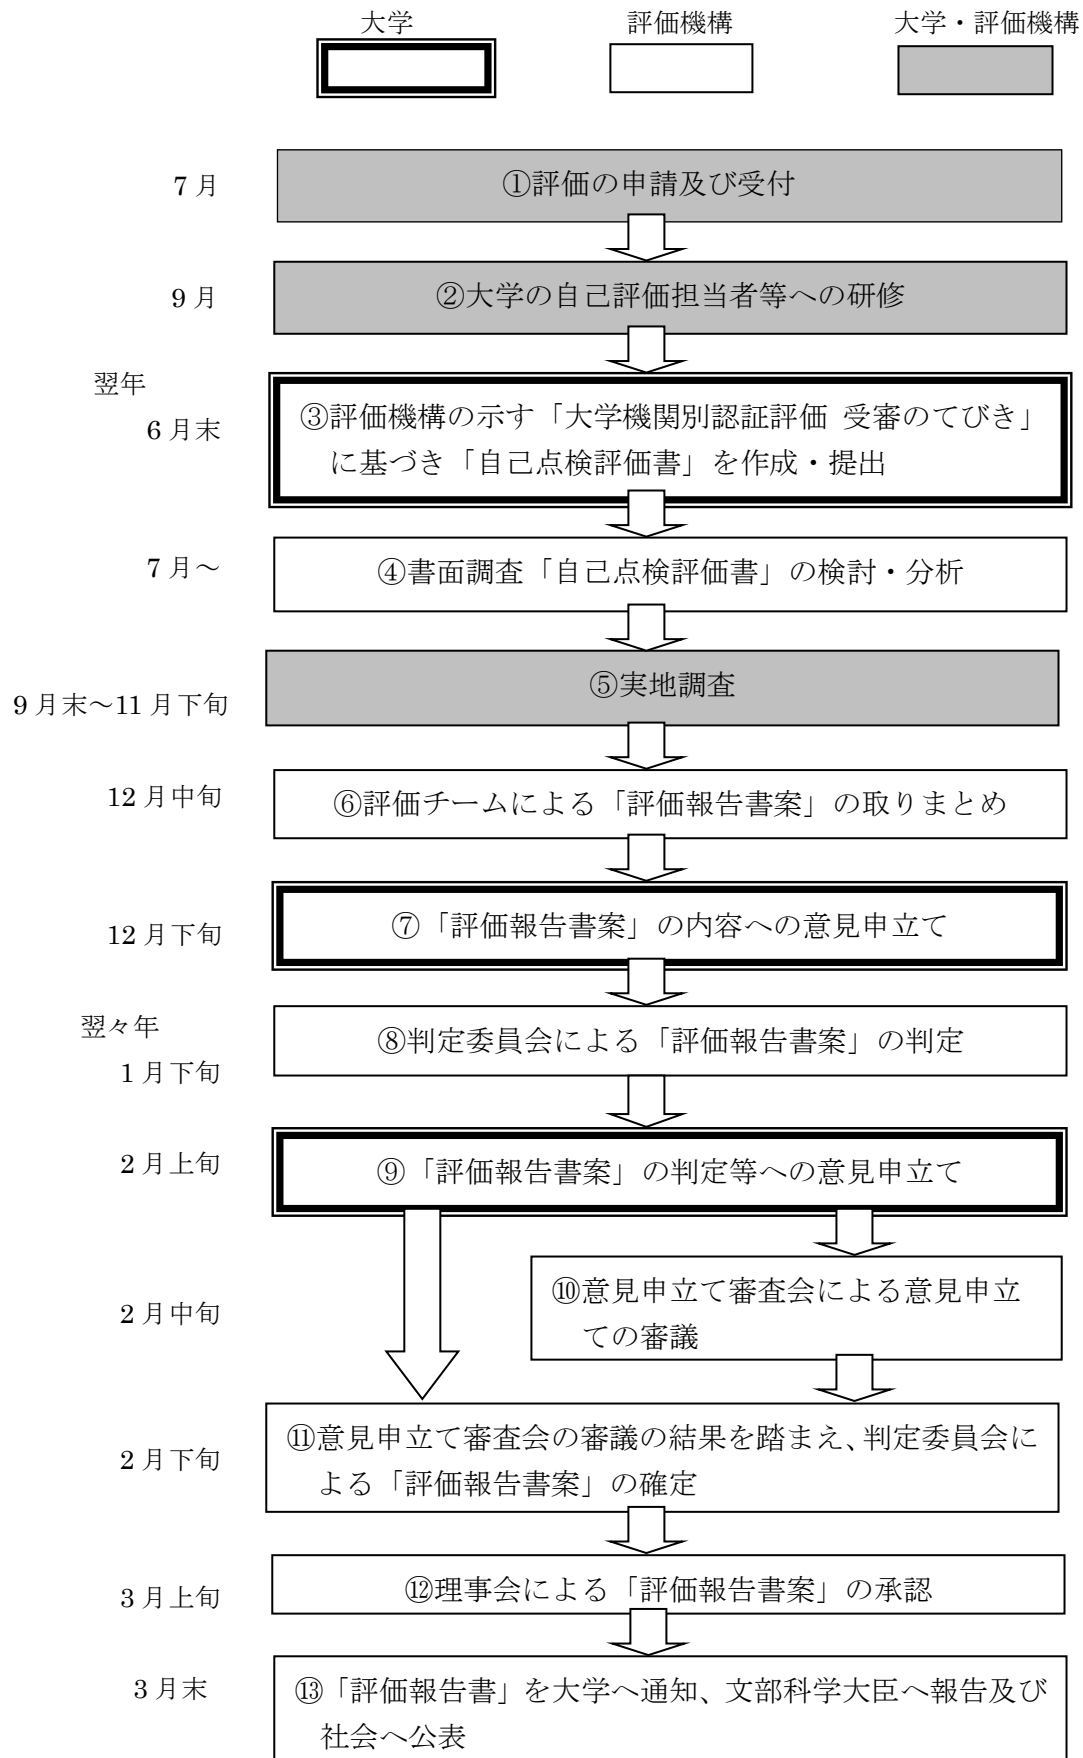 大学
評価機構
大学・評価機構
7月
①評価の申請及び受付
9月
②大学の自己評価担当者等への研修
翌年
6月末
③評価機構の示す「大学機関別認証評価 受審のてびき」
に基づき「自己点検評価書」を作成・提出
7月～
④書面調査「自己点検評価書」の検討・分析
9月末～11月下旬
⑤実地調査
12月中旬
⑥評価チームによる「評価報告書案」の取りまとめ
12月下旬
⑦「評価報告書案」の内容への意見申立て
翌々年
1月下旬
⑧判定委員会による「評価報告書案」の判定
2月上旬
⑨「評価報告書案」の判定等への意見申立て
2月中旬
⑩意見申立て審査会による意見申立
ての審議
2月下旬
⑪意見申立て審査会の審議の結果を踏まえ、判定委員会に
よる「評価報告書案」の確定
3月上旬
⑫理事会による「評価報告書案」の承認
3月末
⑬「評価報告書」を大学へ通知、文部科学大臣へ報告及び
社会へ公表